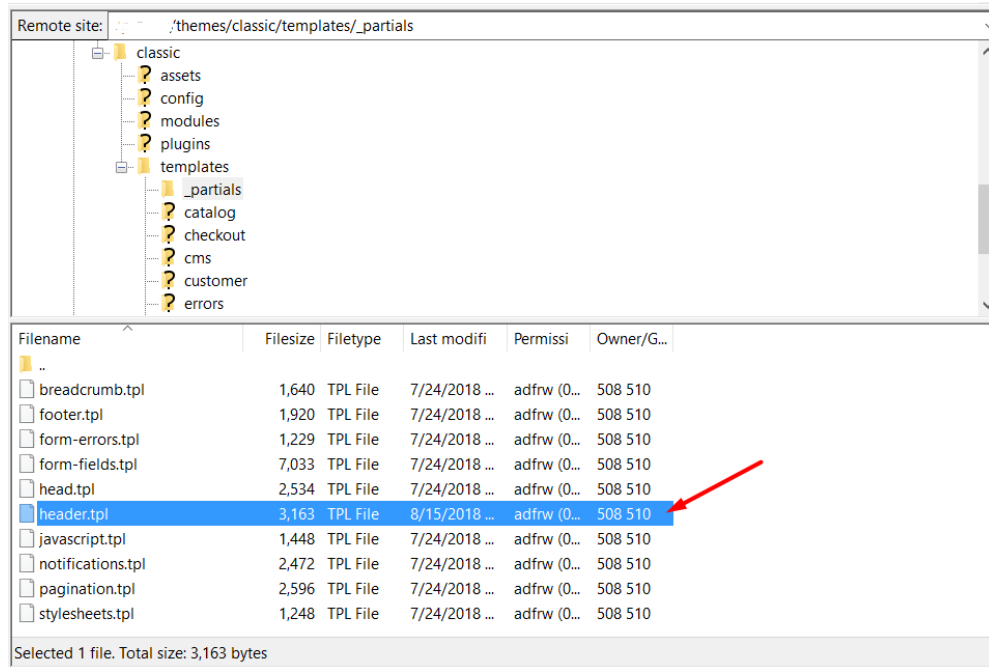 Remote site: /themes/classic/templates/_partials
classic
assets
config
modules
plugins
templates
_partials
catalog
checkout
cms
customer
errors
Filename Filesize Filetype Last modifi Permissi Owner/G...
..
breadcrumb.tpl 1,640 TPL File 7/24/2018 ... adfrw (0... 508 510
footer.tpl 1,920 TPL File 7/24/2018 ... adfrw (0... 508 510
form-errors.tpl 1,229 TPL File 7/24/2018 ... adfrw (0... 508 510
form-fields.tpl 7,033 TPL File 7/24/2018 ... adfrw (0... 508 510
head.tpl 2,534 TPL File 7/24/2018 ... adfrw (0... 508 510
header.tpl 3,163 TPL File 8/15/2018 ... adfrw (0... 508 510
javascript.tpl 1,448 TPL File 7/24/2018 ... adfrw (0... 508 510
notifications.tpl 2,472 TPL File 7/24/2018 ... adfrw (0... 508 510
pagination.tpl 2,596 TPL File 7/24/2018 ... adfrw (0... 508 510
stylesheets.tpl 1,248 TPL File 7/24/2018 ... adfrw (0... 508 510
Selected 1 file. Total size: 3,163 bytes